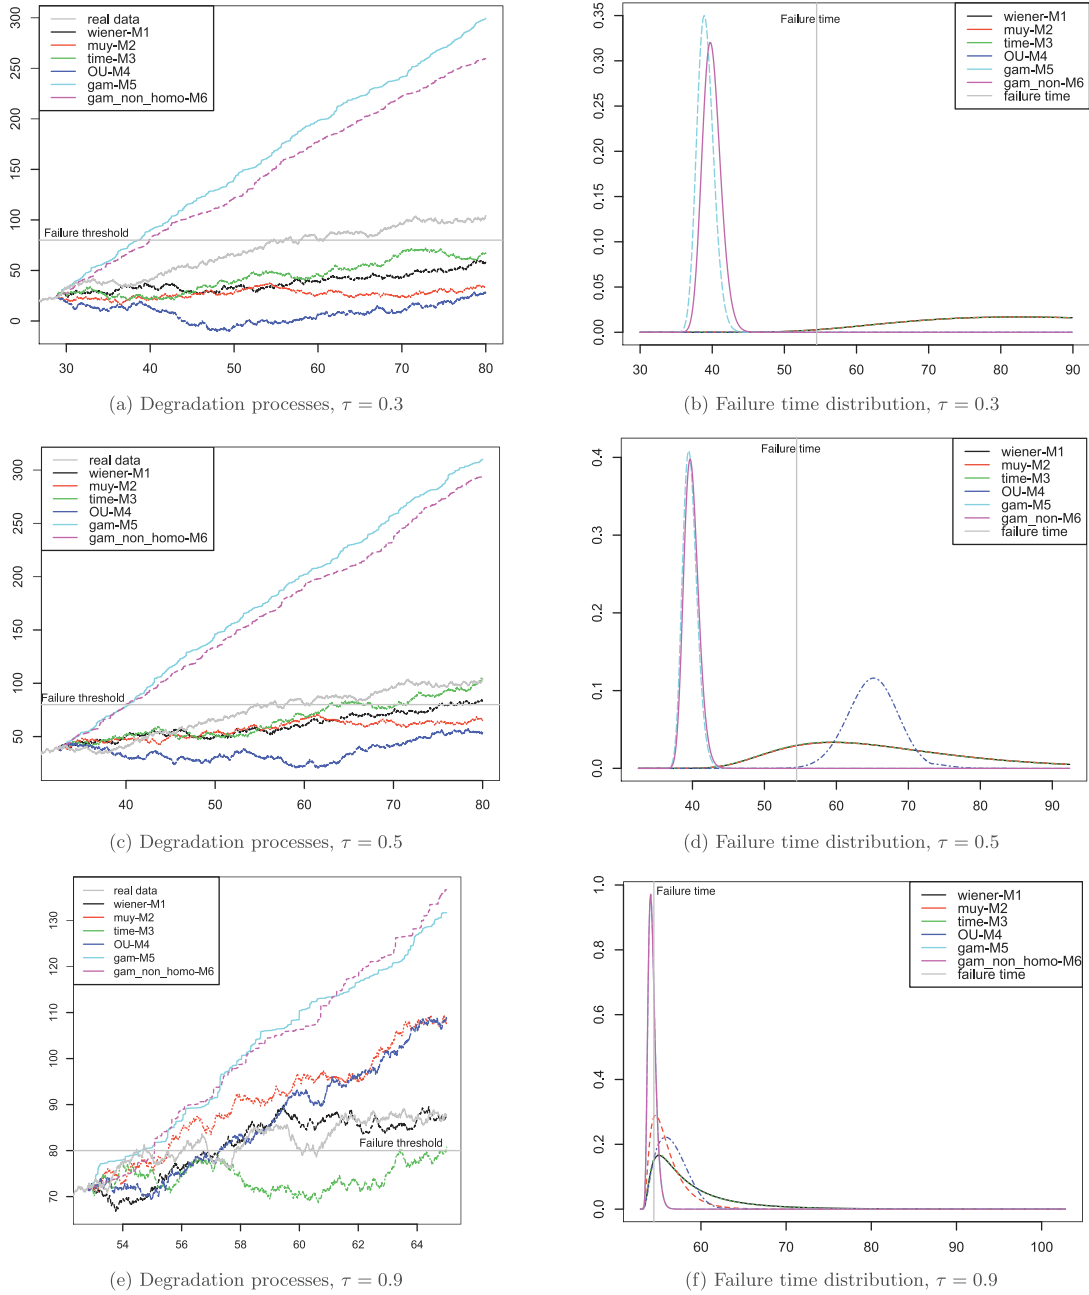 300
250
200
150
100
50
0
real data
wiener-M1
muy-M2
time-M3
OU-M4
gam-M5
gam_non_homo-M6
Failure threshold
30 40 50 60 70 80
(a) Degradation processes, τ = 0.3
0.35
0.30
0.25
0.20
0.15
0.10
0.05
0.00
Failure time
wiener-M1
muy-M2
time-M3
OU-M4
gam-M5
gam_non_homo-M6
failure time
30 40 50 60 70 80 90
(b) Failure time distribution, τ = 0.3
300
250
200
150
100
50
real data
wiener-M1
muy-M2
time-M3
OU-M4
gam-M5
gam_non_homo-M6
Failure threshold
40 50 60 70 80
(c) Degradation processes, τ = 0.5
0.4
0.3
0.2
0.1
0.0
Failure time
wiener-M1
muy-M2
time-M3
OU-M4
gam-M5
gam_non-M6
failure time
40 50 60 70 80 90
(d) Failure time distribution, τ = 0.5
130
120
110
100
90
80
70
real data
wiener-M1
muy-M2
time-M3
OU-M4
gam-M5
gam_non_homo-M6
Failure threshold
54 56 58 60 62 64
(e) Degradation processes, τ = 0.9
1.0
0.8
0.6
0.4
0.2
0.0
Failure time
wiener-M1
muy-M2
time-M3
OU-M4
gam-M5
gam_non_homo-M6
failure time
60 70 80 90 100
(f) Failure time distribution, τ = 0.9